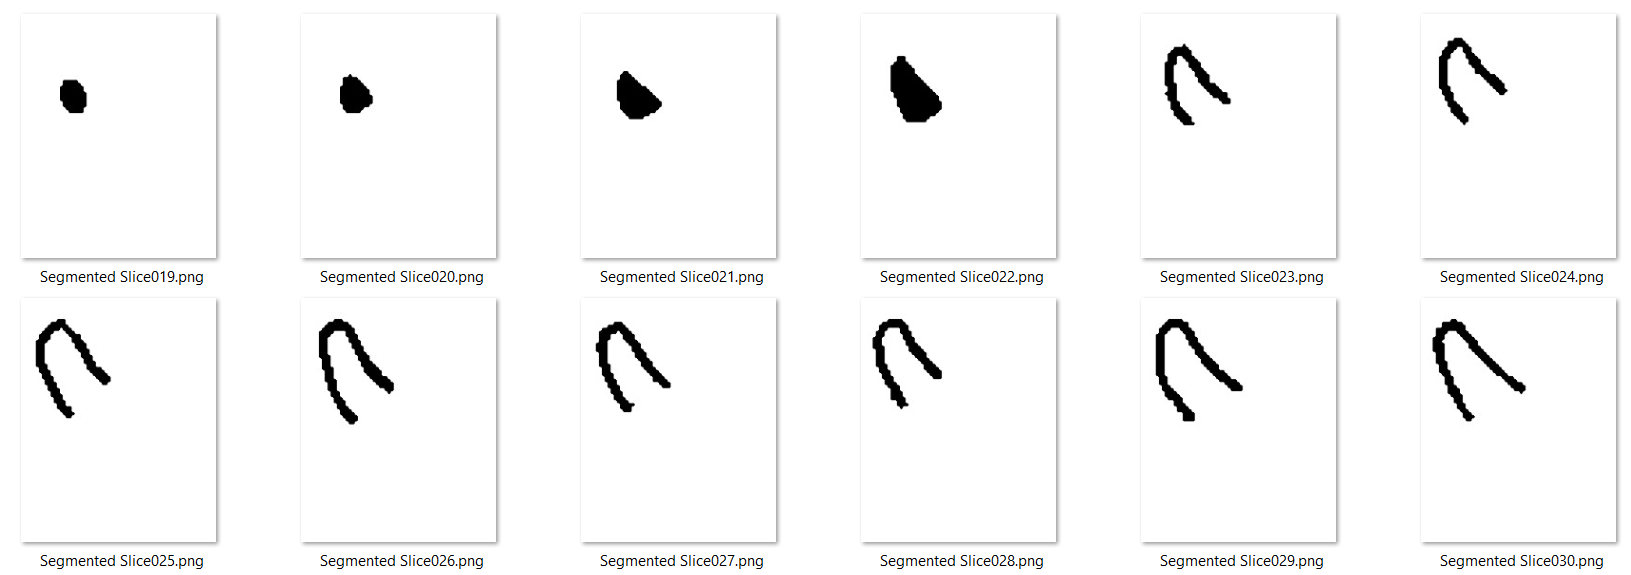 Segmented Slice019.png Segmented Slice020.png Segmented Slice021.png Segmented Slice022.png Segmented Slice023.png Segmented Slice024.png
Segmented Slice025.png Segmented Slice026.png Segmented Slice027.png Segmented Slice028.png Segmented Slice029.png Segmented Slice030.png